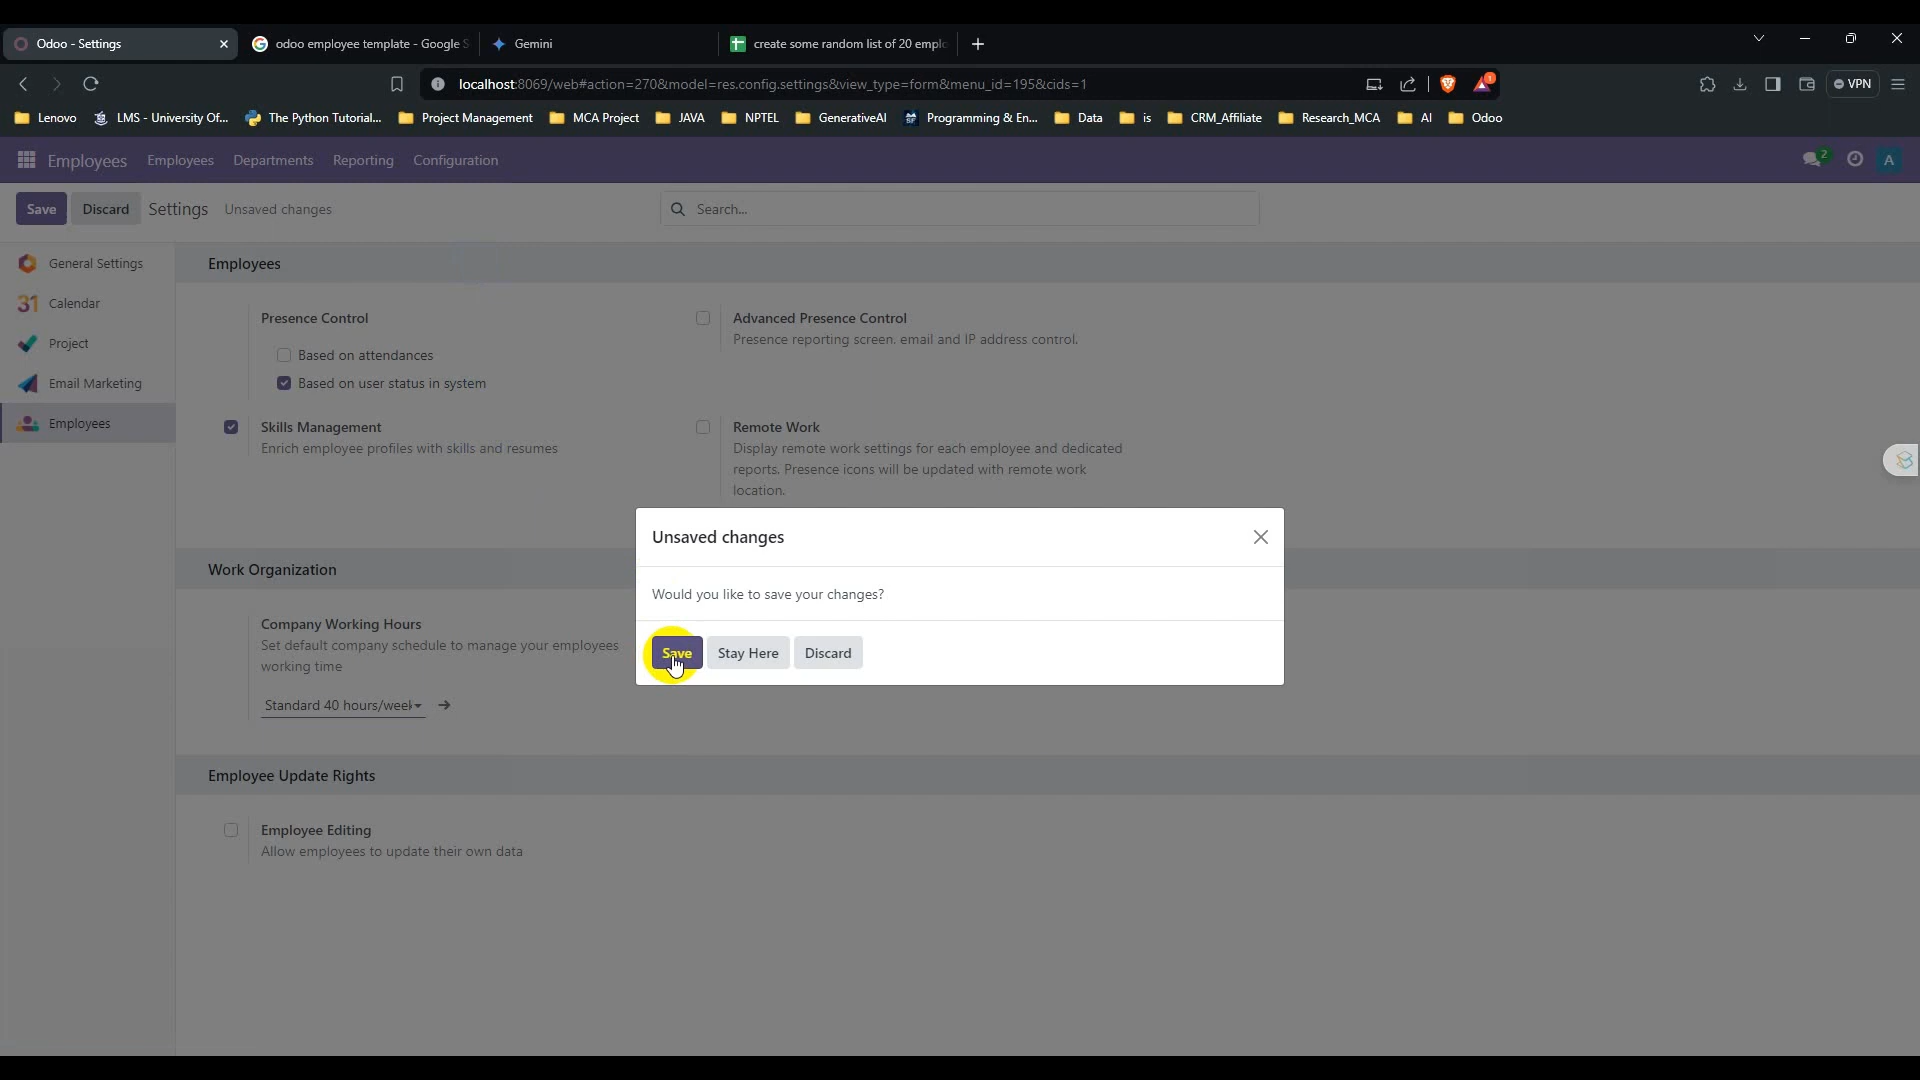 Odoo - Settings
odoo employee template - Google S
Gemini
create some random list of 20 emplo
localhost:8069/web#action=270&model=res.config.settings&view_type=form&menu_id=195&cids=1
1
VPN
Lenovo
LMS - University Of...
The Python Tutorial...
Project Management
MCA Project
JAVA
NPTEL
GenerativeAI
Programming & En...
Data
is
CRM_Affiliate
Research_MCA
AI
Odoo
Employees
Employees
Departments
Reporting
Configuration
2
A
Save
Discard
Settings
Unsaved changes
Search...
General Settings
31 Calendar
Project
Email Marketing
Employees
Employees
Presence Control
Based on attendances
Based on user status in system
Advanced Presence Control
Presence reporting screen, email and IP address control.
Skills Management
Enrich employee profiles with skills and resumes
Remote Work
Display remote work settings for each employee and dedicated
reports. Presence icons will be updated with remote work
location.
Unsaved changes
Would you like to save your changes?
Save
Stay Here
Discard
Work Organization
Company Working Hours
Set default company schedule to manage your employees
working time
Standard 40 hours/week
Employee Update Rights
Employee Editing
Allow employees to update their own data